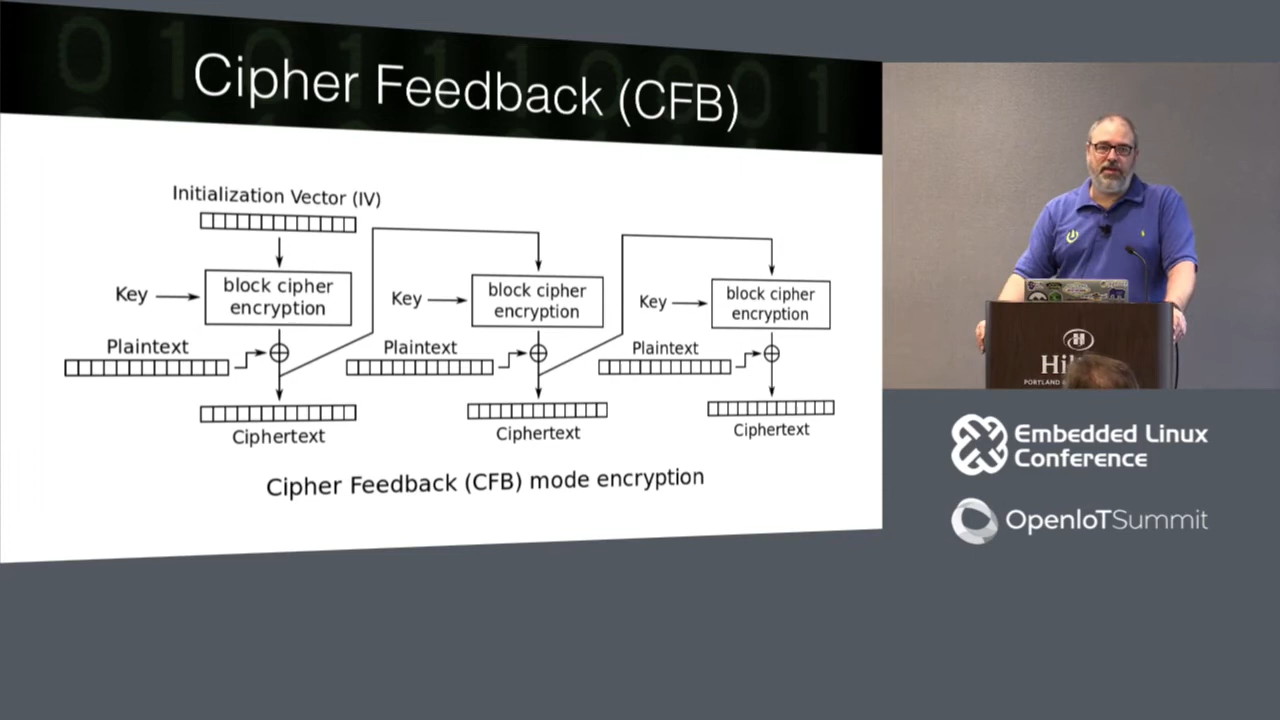 Cipher Feedback (CFB)
Initialization Vector (IV)
Key
block cipher
encryption
Plaintext
Ciphertext
Key
block cipher
encryption
Plaintext
Ciphertext
Key
block cipher
encryption
Plaintext
Ciphertext
Cipher Feedback (CFB) mode encryption
PORTLAND
Embedded Linux
Conference
OpenIoTSummit